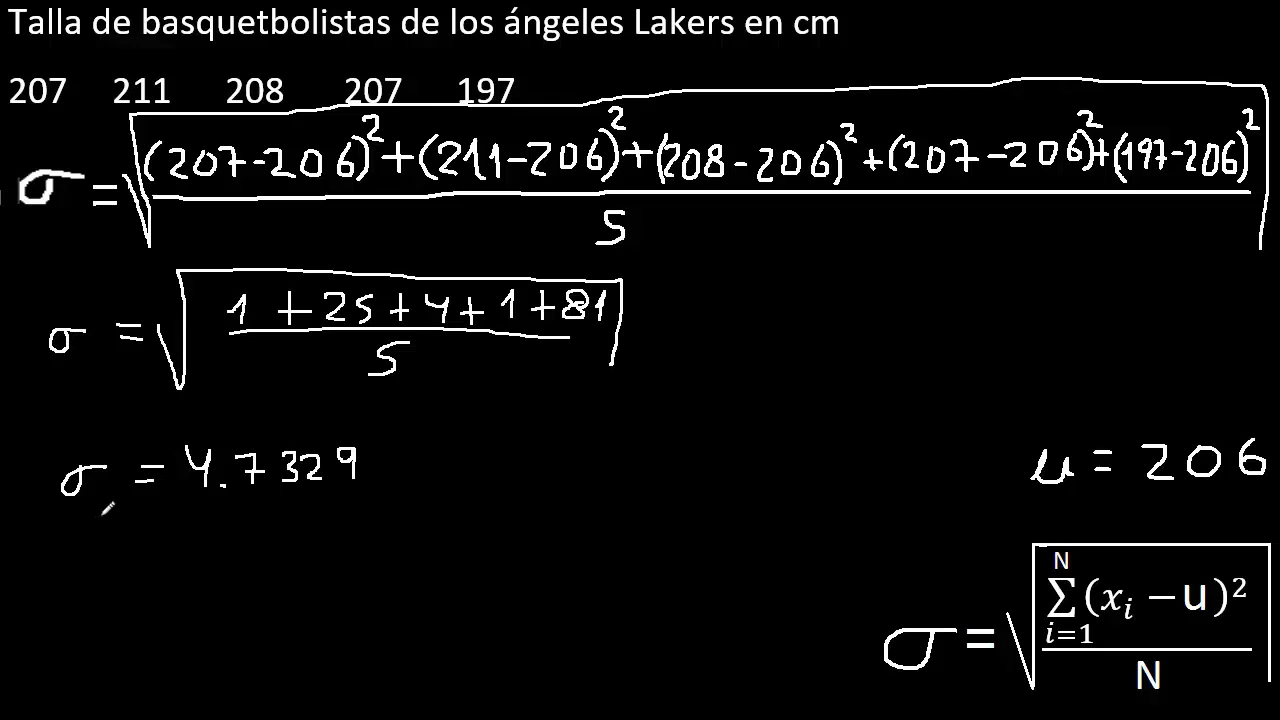 Talla de basquetbolistas de los ángeles Lakers en cm
207 211 208 207 197
σ = √((207-206)² + (211-206)² + (208-206)² + (207-206)² + (197-206)²) / 5
σ = √(1 + 25 + 4 + 1 + 81) / 5
σ = 4.7329
u = 206
σ = √(N Σ i=1 (xᵢ − u)²) / N